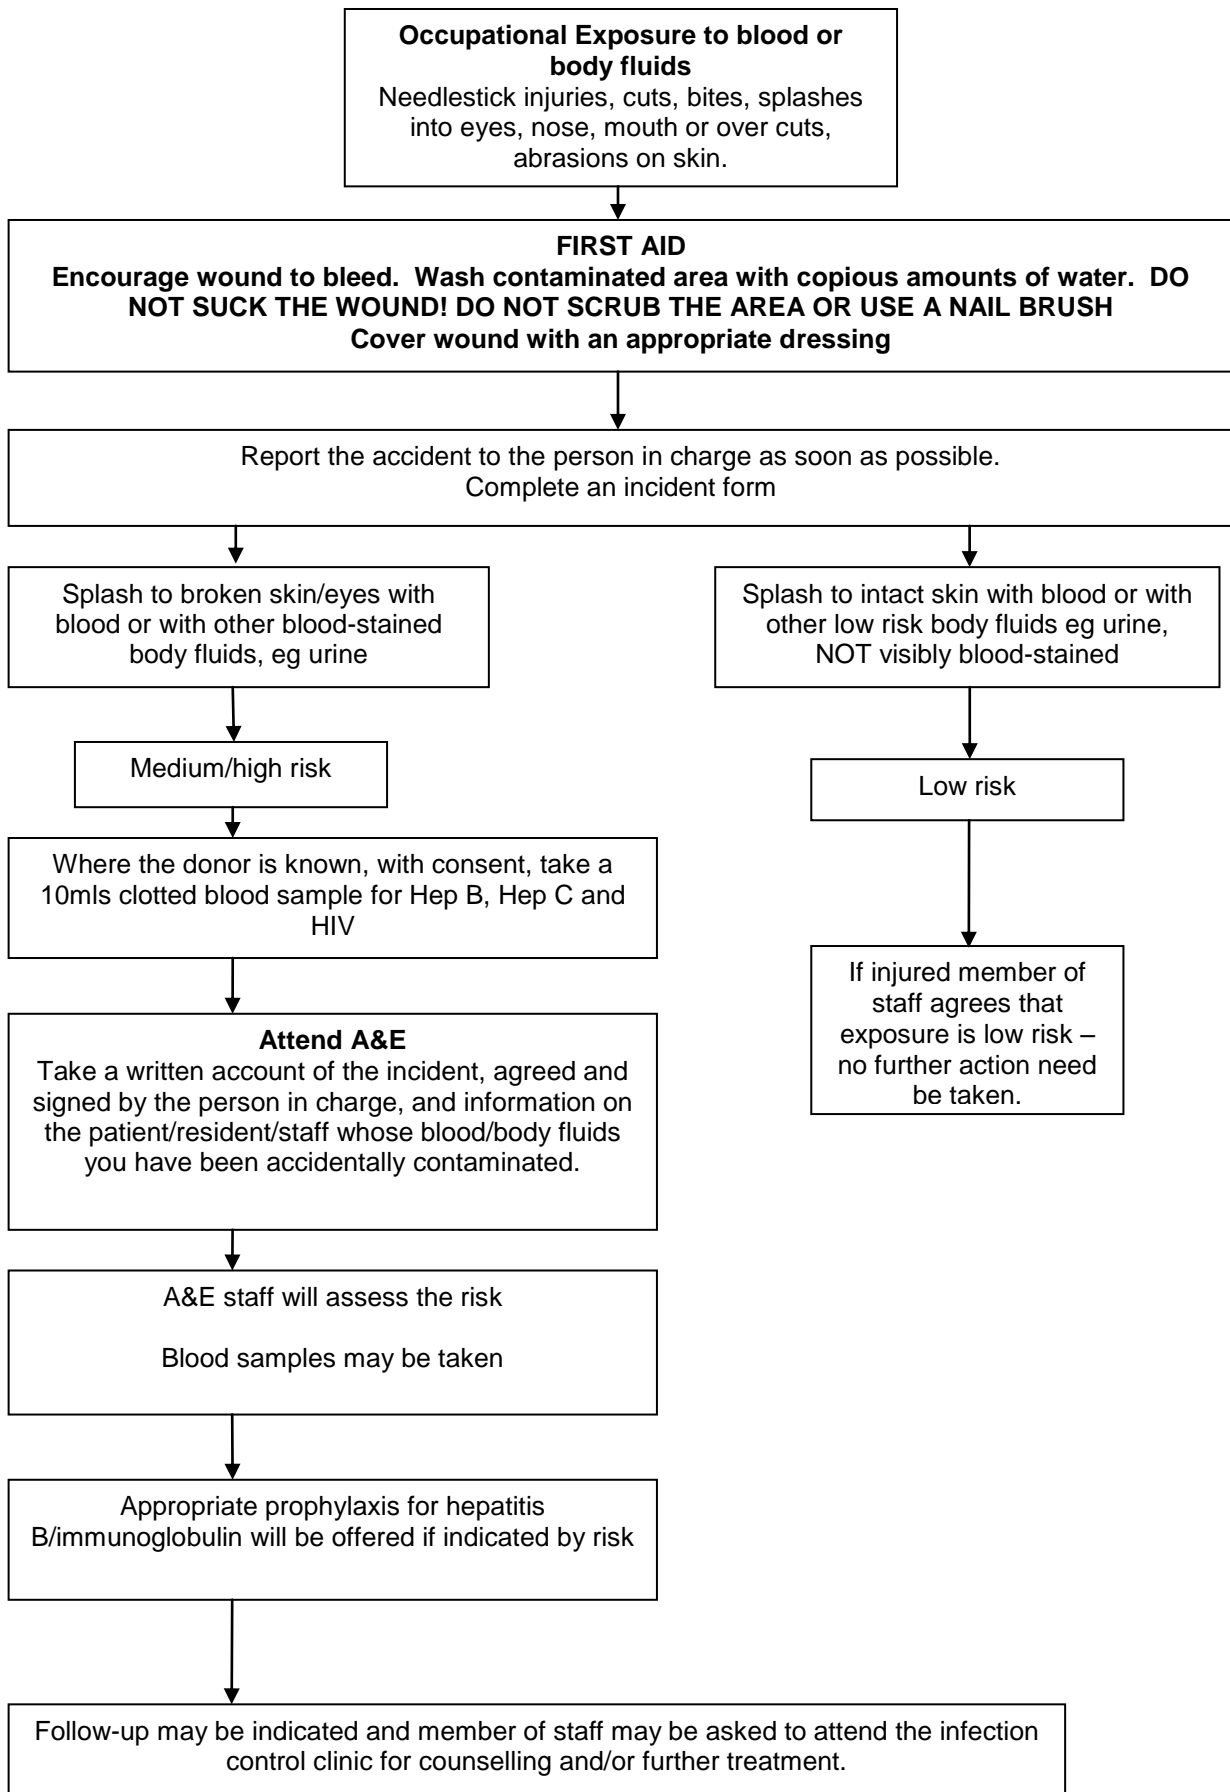 Occupational Exposure to blood or
body fluids
Needlestick injuries, cuts, bites, splashes
into eyes, nose, mouth or over cuts,
abrasions on skin.
FIRST AID
Encourage wound to bleed.  Wash contaminated area with copious amounts of water.  DO
NOT SUCK THE WOUND! DO NOT SCRUB THE AREA OR USE A NAIL BRUSH
Cover wound with an appropriate dressing
Report the accident to the person in charge as soon as possible.
Complete an incident form
Splash to broken skin/eyes with
blood or with other blood-stained
body fluids, eg urine
Medium/high risk
Where the donor is known, with consent, take a
10mls clotted blood sample for Hep B, Hep C and
HIV
Attend A&E
Take a written account of the incident, agreed and
signed by the person in charge, and information on
the patient/resident/staff whose blood/body fluids
you have been accidentally contaminated.
A&E staff will assess the risk
Blood samples may be taken
Appropriate prophylaxis for hepatitis
B/immunoglobulin will be offered if indicated by risk
Splash to intact skin with blood or with
other low risk body fluids eg urine,
NOT visibly blood-stained
Low risk
If injured member of
staff agrees that
exposure is low risk –
no further action need
be taken.
Follow-up may be indicated and member of staff may be asked to attend the infection
control clinic for counselling and/or further treatment.